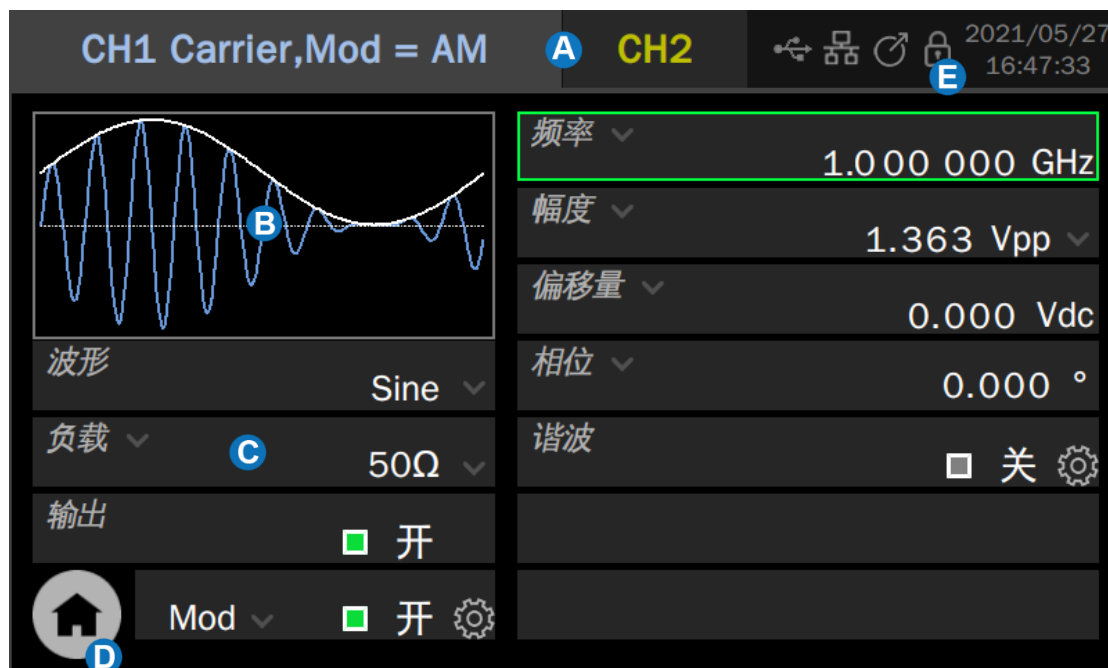 CH1 Carrier,Mod = AM
A
CH2
E
2021/05/27
16:47:33
B
波形
Sine
负载
C
50Ω
输出
开
D
Mod
开
频率
1.000 000 GHz
幅度
1.363 Vpp
偏移量
0.000 Vdc
相位
0.000 °
谐波
关